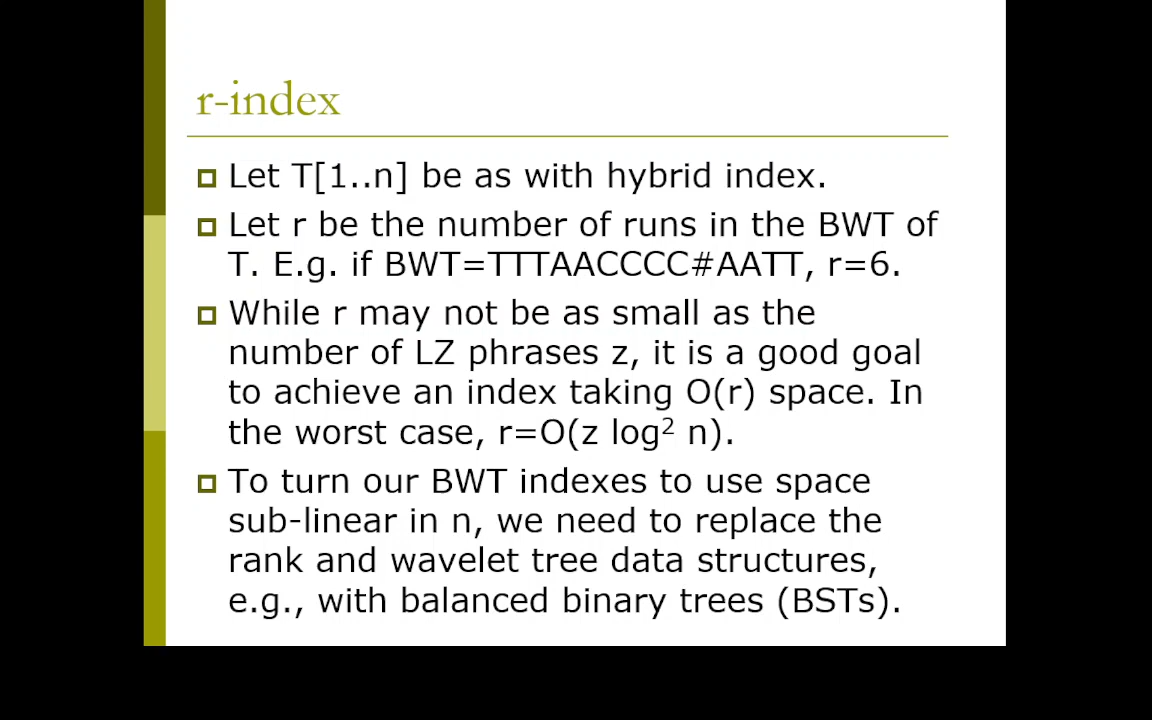 r-index
Let T[1..n] be as with hybrid index.
Let r be the number of runs in the BWT of
T. E.g. if BWT=TTTAACCCC#AATT, r=6.
While r may not be as small as the
number of LZ phrases z, it is a good goal
to achieve an index taking O(r) space. In
the worst case, r=O(z log² n).
To turn our BWT indexes to use space
sub-linear in n, we need to replace the
rank and wavelet tree data structures,
e.g., with balanced binary trees (BSTs).